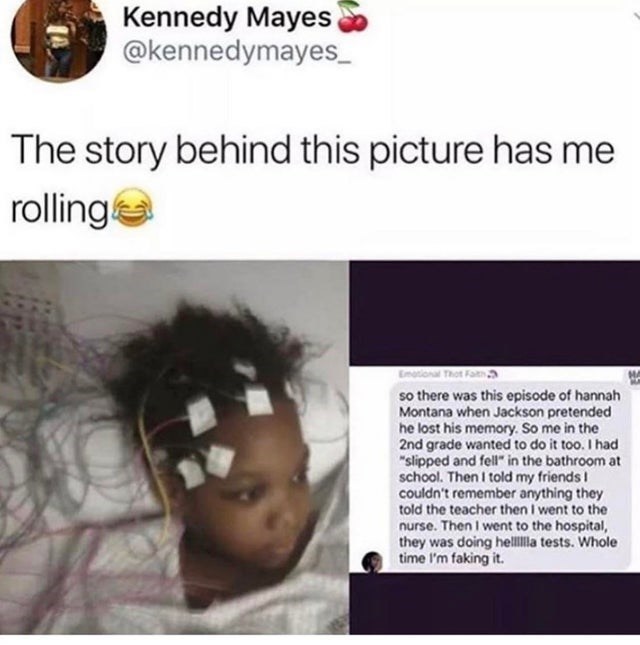 Kennedy Mayes🍒
@kennedymayes_
The story behind this picture has me
rolling😂
Emotional Thot Faith
so there was this episode of hannah
Montana when Jackson pretended
he lost his memory. So me in the
2nd grade wanted to do it too. I had
"slipped and fell" in the bathroom at
school. Then I told my friends I
couldn't remember anything they
told the teacher then I went to the
nurse. Then I went to the hospital,
they was doing helllllla tests. Whole
time I'm faking it.